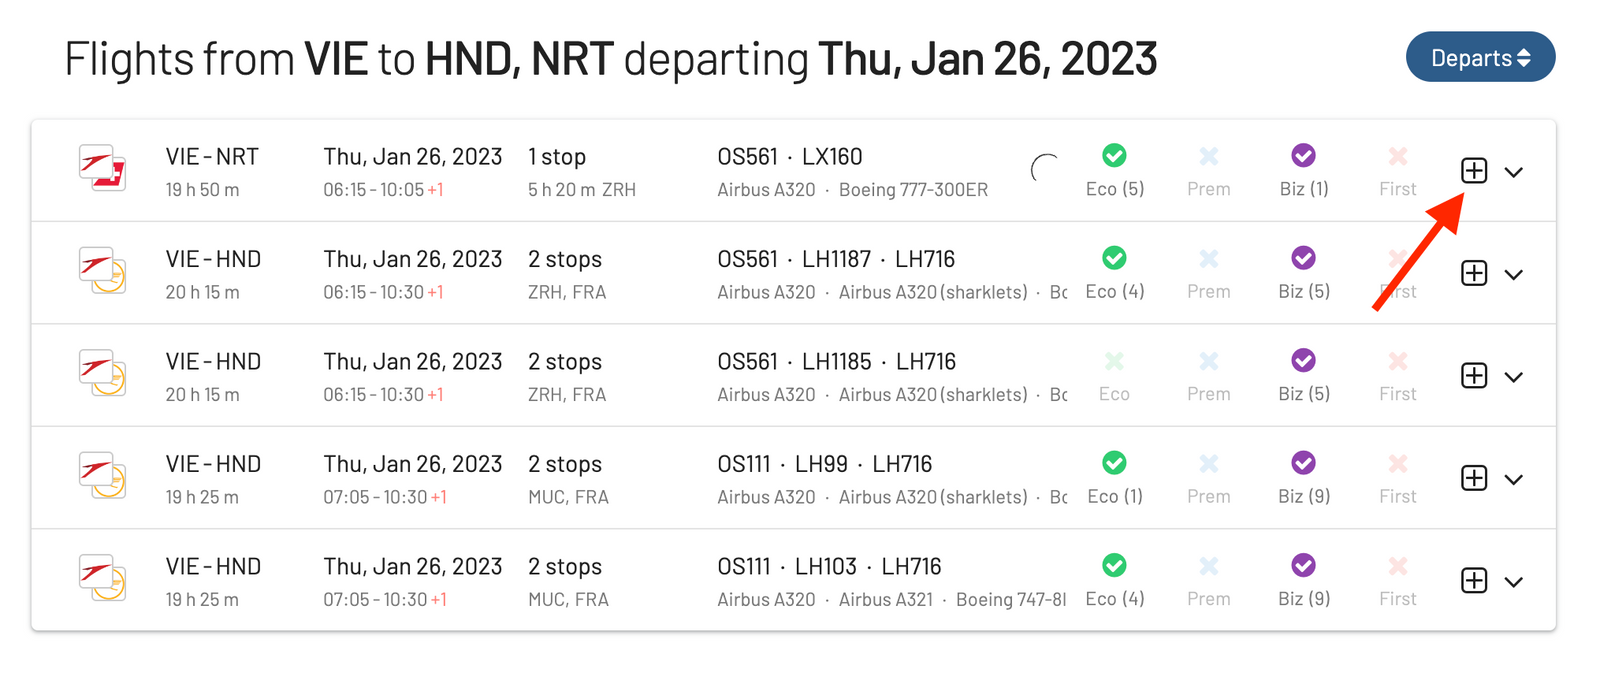 Flights from VIE to HND, NRT departing Thu, Jan 26, 2023
Departs
VIE - NRT Thu, Jan 26, 2023 1 stop OS561 · LX160
19 h 50 m 06:15 - 10:05 +1 5 h 20 m ZRH Airbus A320 · Boeing 777-300ER Eco (5) Prem Biz (1) First
VIE - HND Thu, Jan 26, 2023 2 stops OS561 · LH1187 · LH716
20 h 15 m 06:15 - 10:30 +1 ZRH, FRA Airbus A320 · Airbus A320 (sharklets) · Eco (4) Prem Biz (5) First
VIE - HND Thu, Jan 26, 2023 2 stops OS561 · LH1185 · LH716
20 h 15 m 06:15 - 10:30 +1 ZRH, FRA Airbus A320 · Airbus A320 (sharklets) · Eco Prem Biz (5) First
VIE - HND Thu, Jan 26, 2023 2 stops OS111 · LH99 · LH716
19 h 25 m 07:05 - 10:30 +1 MUC, FRA Airbus A320 · Airbus A320 (sharklets) · Eco (1) Prem Biz (9) First
VIE - HND Thu, Jan 26, 2023 2 stops OS111 · LH103 · LH716
19 h 25 m 07:05 - 10:30 +1 MUC, FRA Airbus A320 · Airbus A321 · Boeing 747-8I Eco (4) Prem Biz (9) First